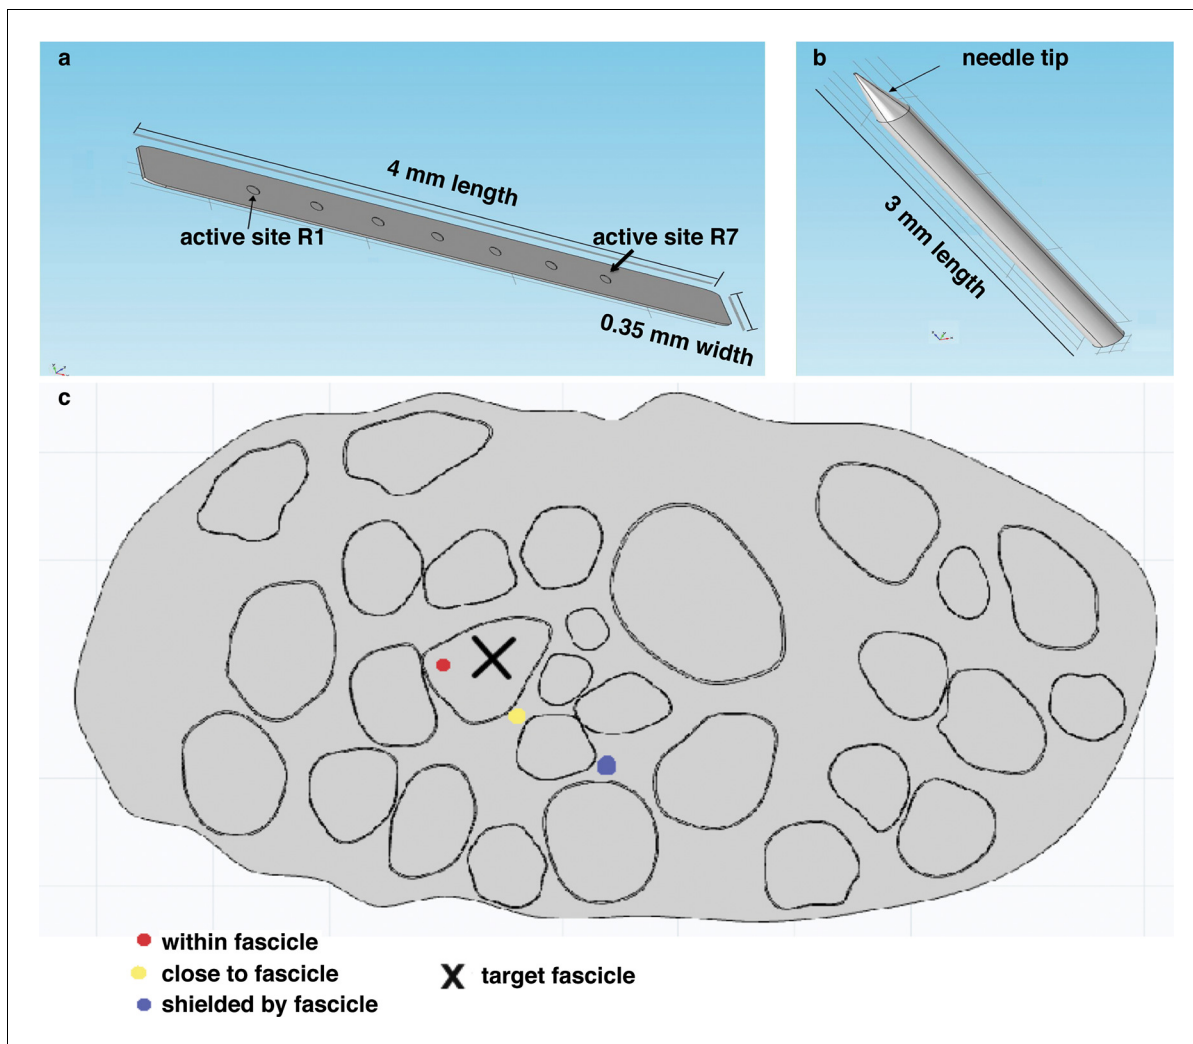 a
4 mm length
active site R1
active site R7
0.35 mm width
b
needle tip
3 mm length
c
within fascicle
close to fascicle
shielded by fascicle
X target fascicle